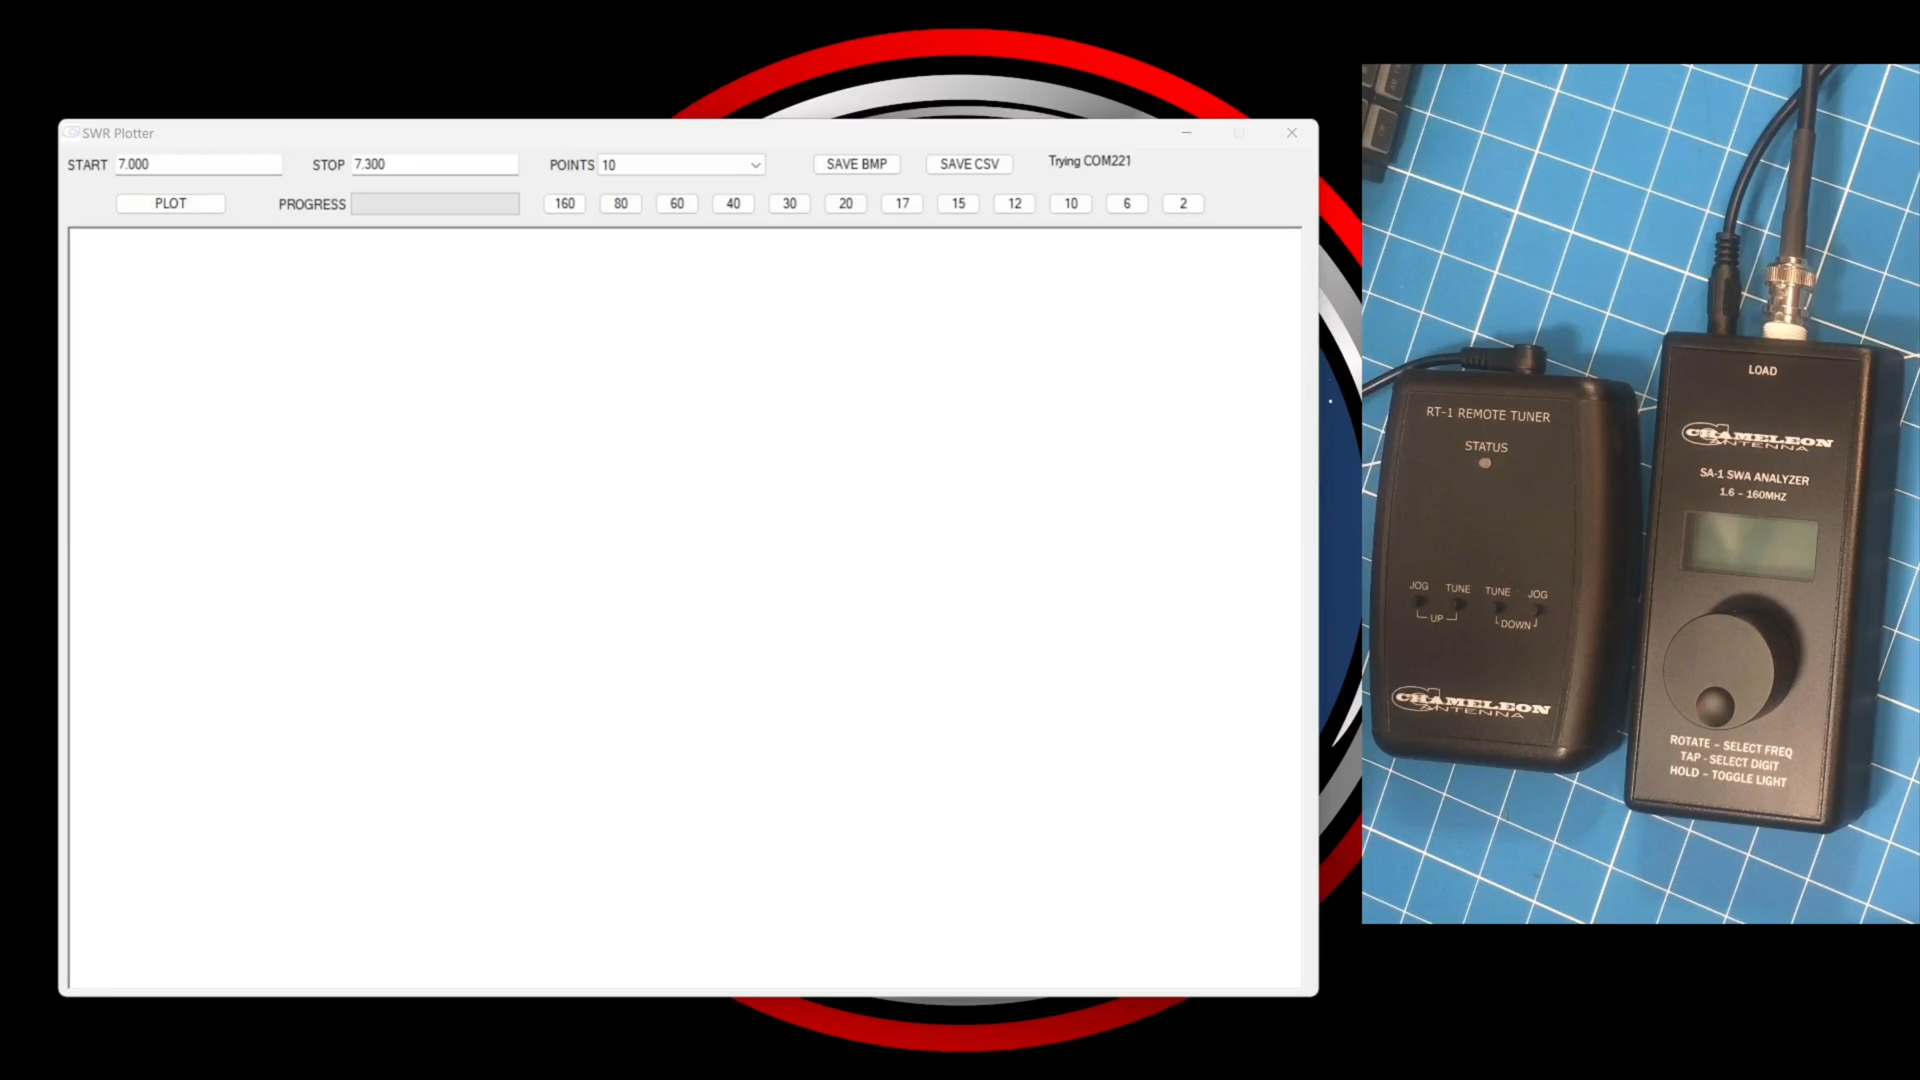 SWR Plotter
START 7.000 STOP 7.300 POINTS 10 SAVE BMP SAVE CSV Trying COM221
PLOT PROGRESS 160 80 60 40 30 20 17 15 12 10 6 2
RT-1 REMOTE TUNER
STATUS
JOG TUNE TUNE JOG
UP DOWN
CHAMELEON
ANTENNA
LOAD
CHAMELEON
ANTENNA
SA-1 SWA ANALYZER
1.6 - 160MHZ
ROTATE - SELECT FREQ
TAP - SELECT DIGIT
HOLD - TOGGLE LIGHT